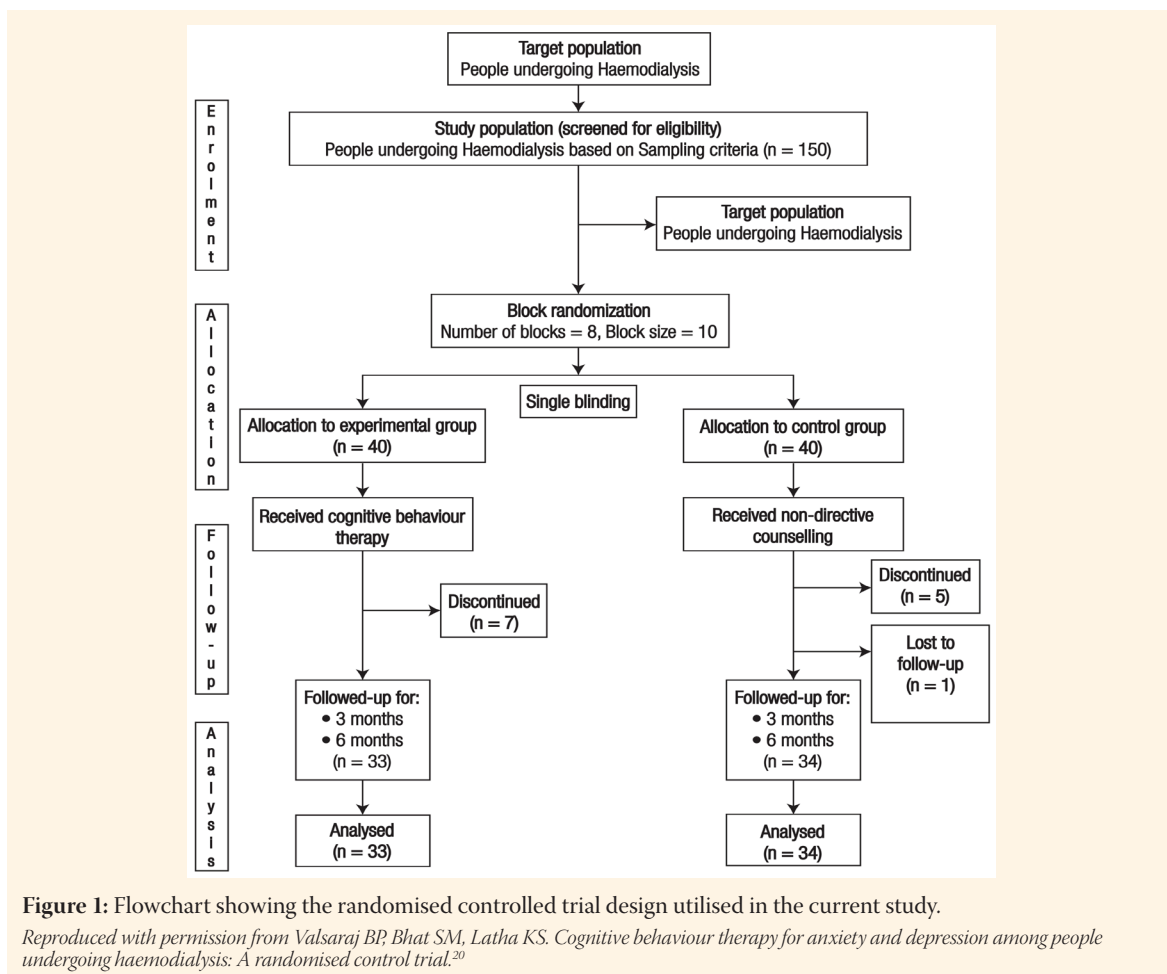 Target population
People undergoing Haemodialysis
Enrolment
Study population (screened for eligibility)
People undergoing Haemodialysis based on Sampling criteria (n = 150)
Target population
People undergoing Haemodialysis
Allocation
Block randomization
Number of blocks = 8, Block size = 10
Single blinding
Allocation to experimental group
(n = 40)
Allocation to control group
(n = 40)
Received cognitive behaviour
therapy
Received non-directive
counselling
Follow-up
Discontinued
(n = 7)
Discontinued
(n = 5)
Lost to
follow-up
(n = 1)
Followed-up for:
• 3 months
• 6 months
(n = 33)
Followed-up for:
• 3 months
• 6 months
(n = 34)
Analysis
Analysed
(n = 33)
Analysed
(n = 34)
Figure 1: Flowchart showing the randomised controlled trial design utilised in the current study.
Reproduced with permission from Valsaraj BP, Bhat SM, Latha KS. Cognitive behaviour therapy for anxiety and depression among people
undergoing haemodialysis: A randomised control trial.20